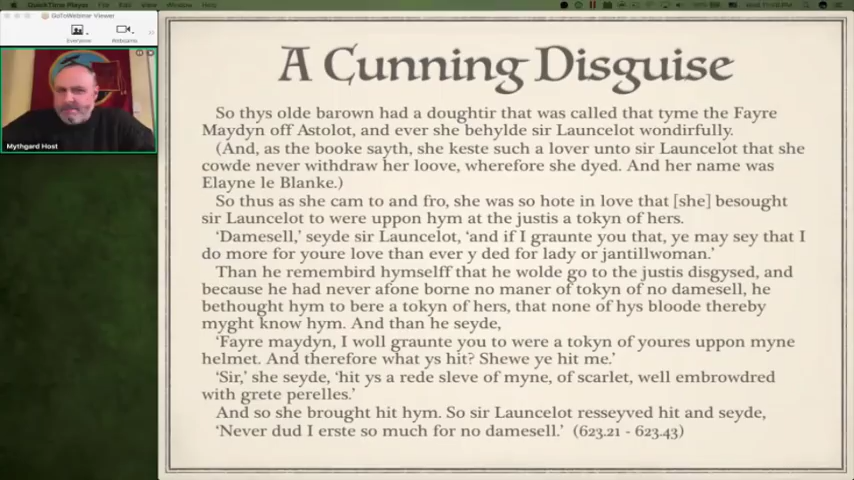 QuickTime Player File Edit View Window Help
GoToWebinar Viewer
Everyone
Webcams
Mythgard Host
A Cunning Disguise
So thys olde barown had a doughtir that was called that tyme the Fayre
Maydyn off Astolot, and ever she behylde sir Launcelot wondirfully.
(And, as the booke sayth, she keste such a lover unto sir Launcelot that she
cowde never withdraw her loove, wherefore she dyed. And her name was
Elayne le Blanke.)
So thus as she cam to and fro, she was so hote in love that [she] besought
sir Launcelot to were uppon hym at the justis a tokyn of hers.
‘Damesell,’ seyde sir Launcelot, ‘and if I graunte you that, ye may sey that I
do more for youre love than ever y ded for lady or jantillwoman.’
Than he remembird hymselff that he wolde go to the justis disgysed, and
because he had never afone borne no maner of tokyn of no damesell, he
bethought hym to bere a tokyn of hers, that none of hys bloode thereby
myght know hym. And than he seyde,
‘Fayre maydyn, I woll graunte you to were a tokyn of youres uppon myne
helmet. And therefore what ys hit? Shewe ye hit me.’
‘Sir,’ she seyde, ‘hit ys a rede sleve of myne, of scarlet, well embrowdred
with grete perelles.’
And so she brought hit hym. So sir Launcelot resseyved hit and seyde,
‘Never dud I erste so much for no damesell.’ (623.21 - 623.43)